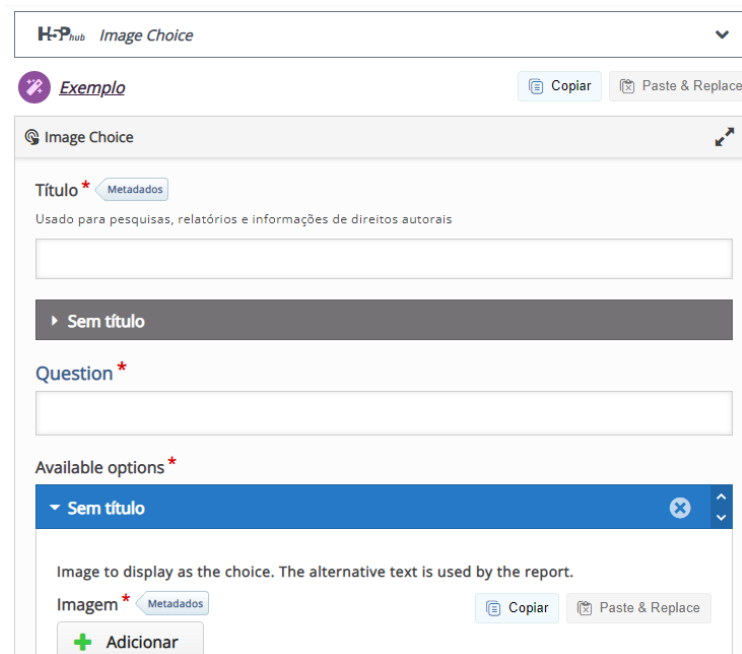 H5P hub Image Choice
Exemplo Copiar Paste & Replace
Image Choice
Título * Metadados
Usado para pesquisas, relatórios e informações de direitos autorais
Sem título
Question *
Available options *
Sem título
Image to display as the choice. The alternative text is used by the report.
Imagem * Metadados Copiar Paste & Replace
Adicionar